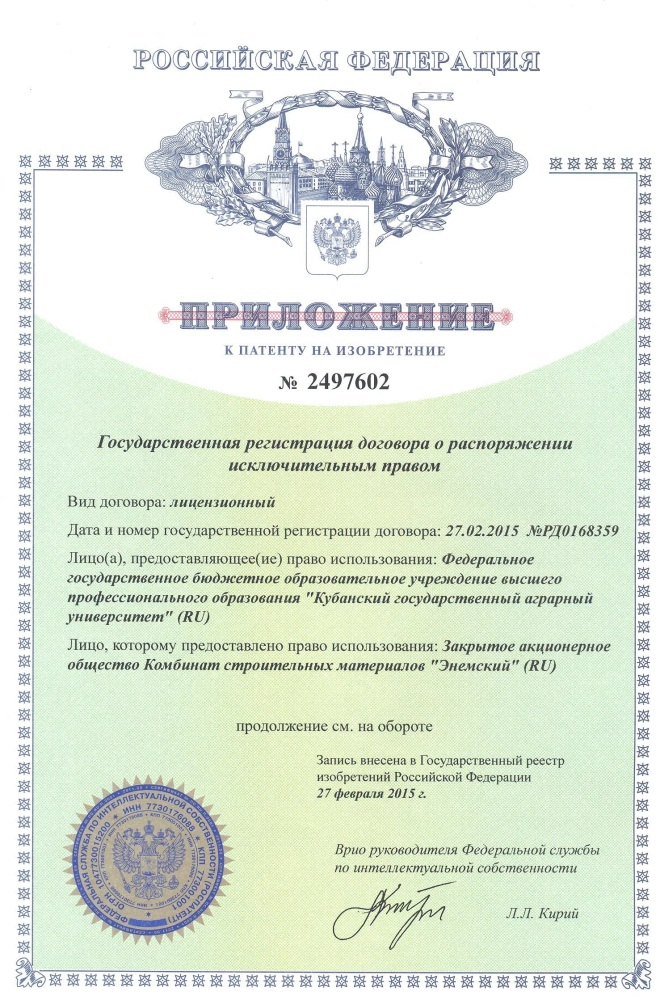 РОССИЙСКАЯ ФЕДЕРАЦИЯ
ПРИЛОЖЕНИЕ
К ПАТЕНТУ НА ИЗОБРЕТЕНИЕ
№ 2497602
Государственная регистрация договора о распоряжении
исключительным правом
Вид договора: лицензионный
Дата и номер государственной регистрации договора: 27.02.2015 №РД0168359
Лицо(а), предоставляющее(ие) право использования: Федеральное
государственное бюджетное образовательное учреждение высшего
профессионального образования "Кубанский государственный аграрный
университет" (RU)
Лицо, которому предоставлено право использования: Закрытое акционерное
общество Комбинат строительных материалов "Энемский" (RU)
продолжение см. на обороте
Запись внесена в Государственный реестр
изобретений Российской Федерации
27 февраля 2015 г.
Врио руководителя Федеральной службы
по интеллектуальной собственности
Л.Л. Кирий
ФЕДЕРАЛЬНАЯ СЛУЖБА ПО ИНТЕЛЛЕКТУАЛЬНОЙ СОБСТВЕННОСТИ (РОСПАТЕНТ)
ИНН 7730176088